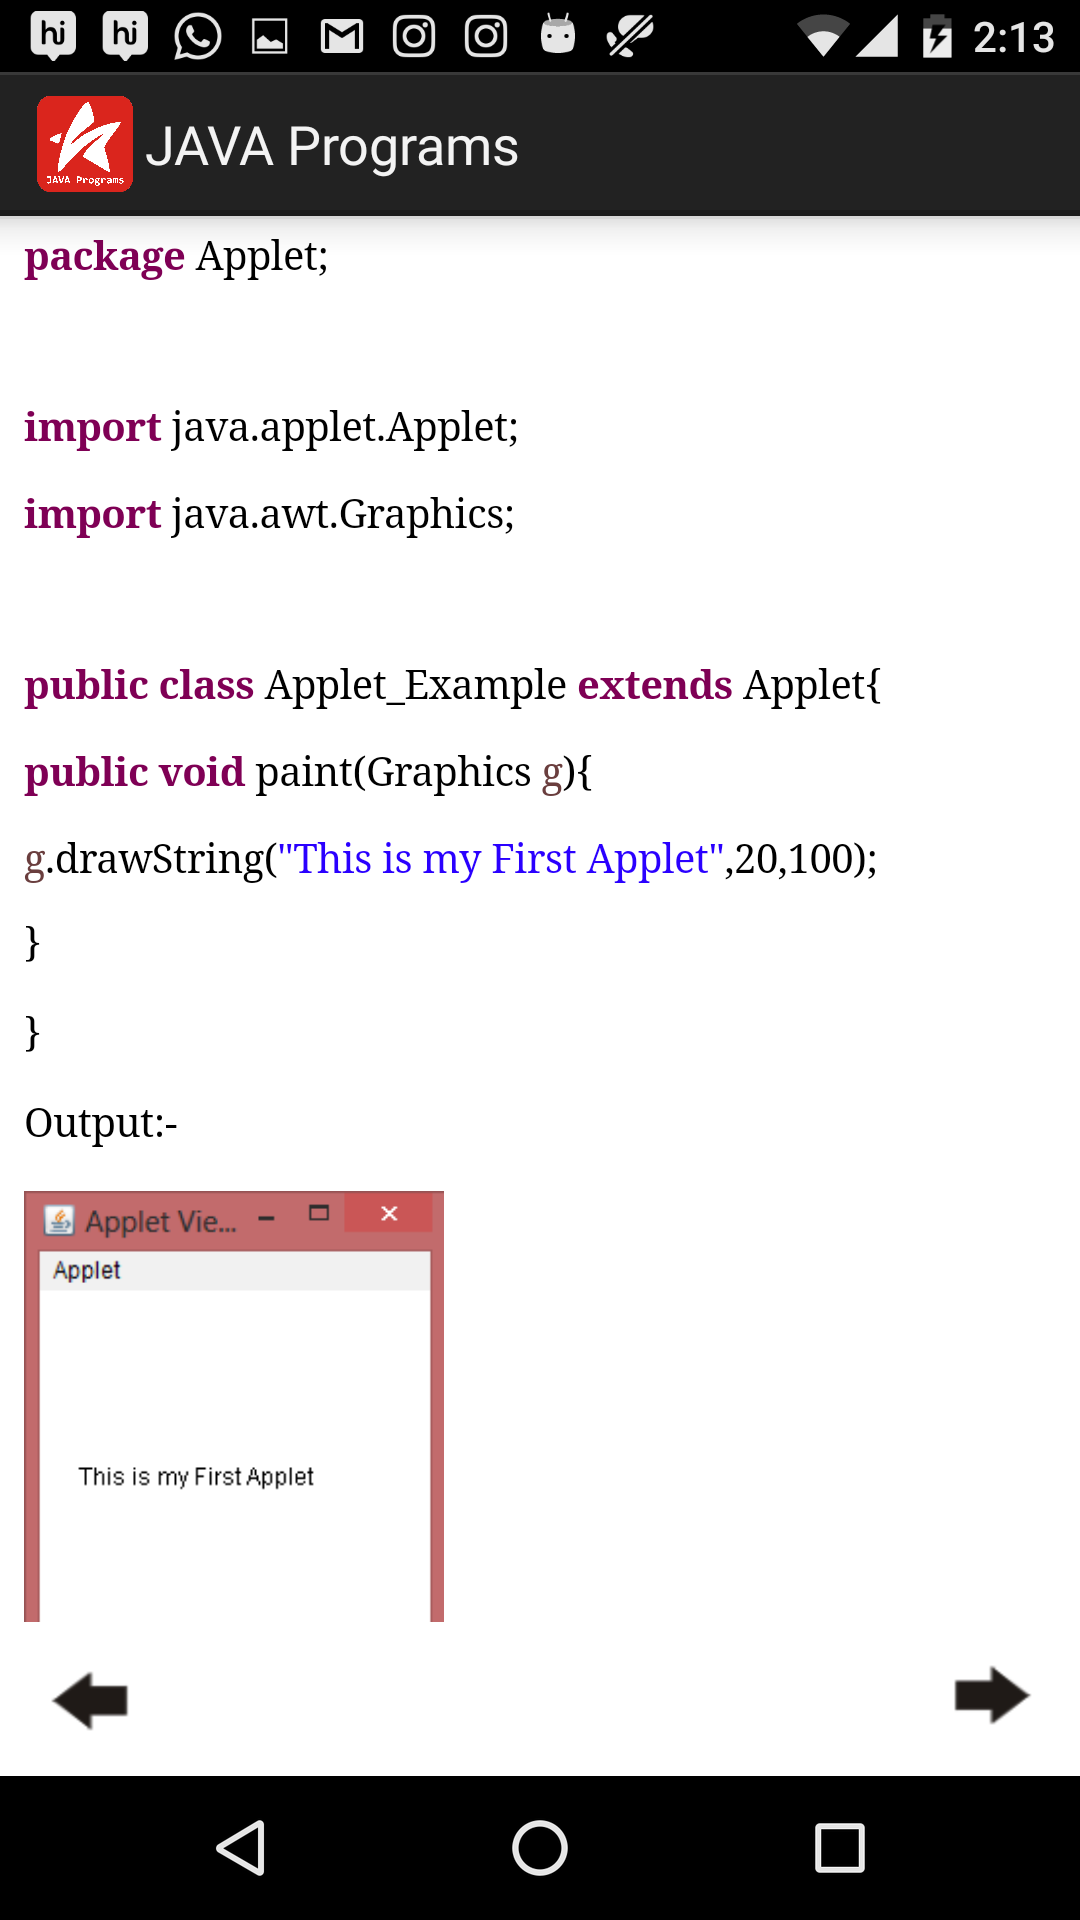 hi hi 2:13
JAVA Programs
JAVA Programs
package Applet;
import java.applet.Applet;
import java.awt.Graphics;
public class Applet_Example extends Applet{
public void paint(Graphics g){
g.drawString("This is my First Applet",20,100);
}
}
Output:-
Applet Vie...
Applet
This is my First Applet